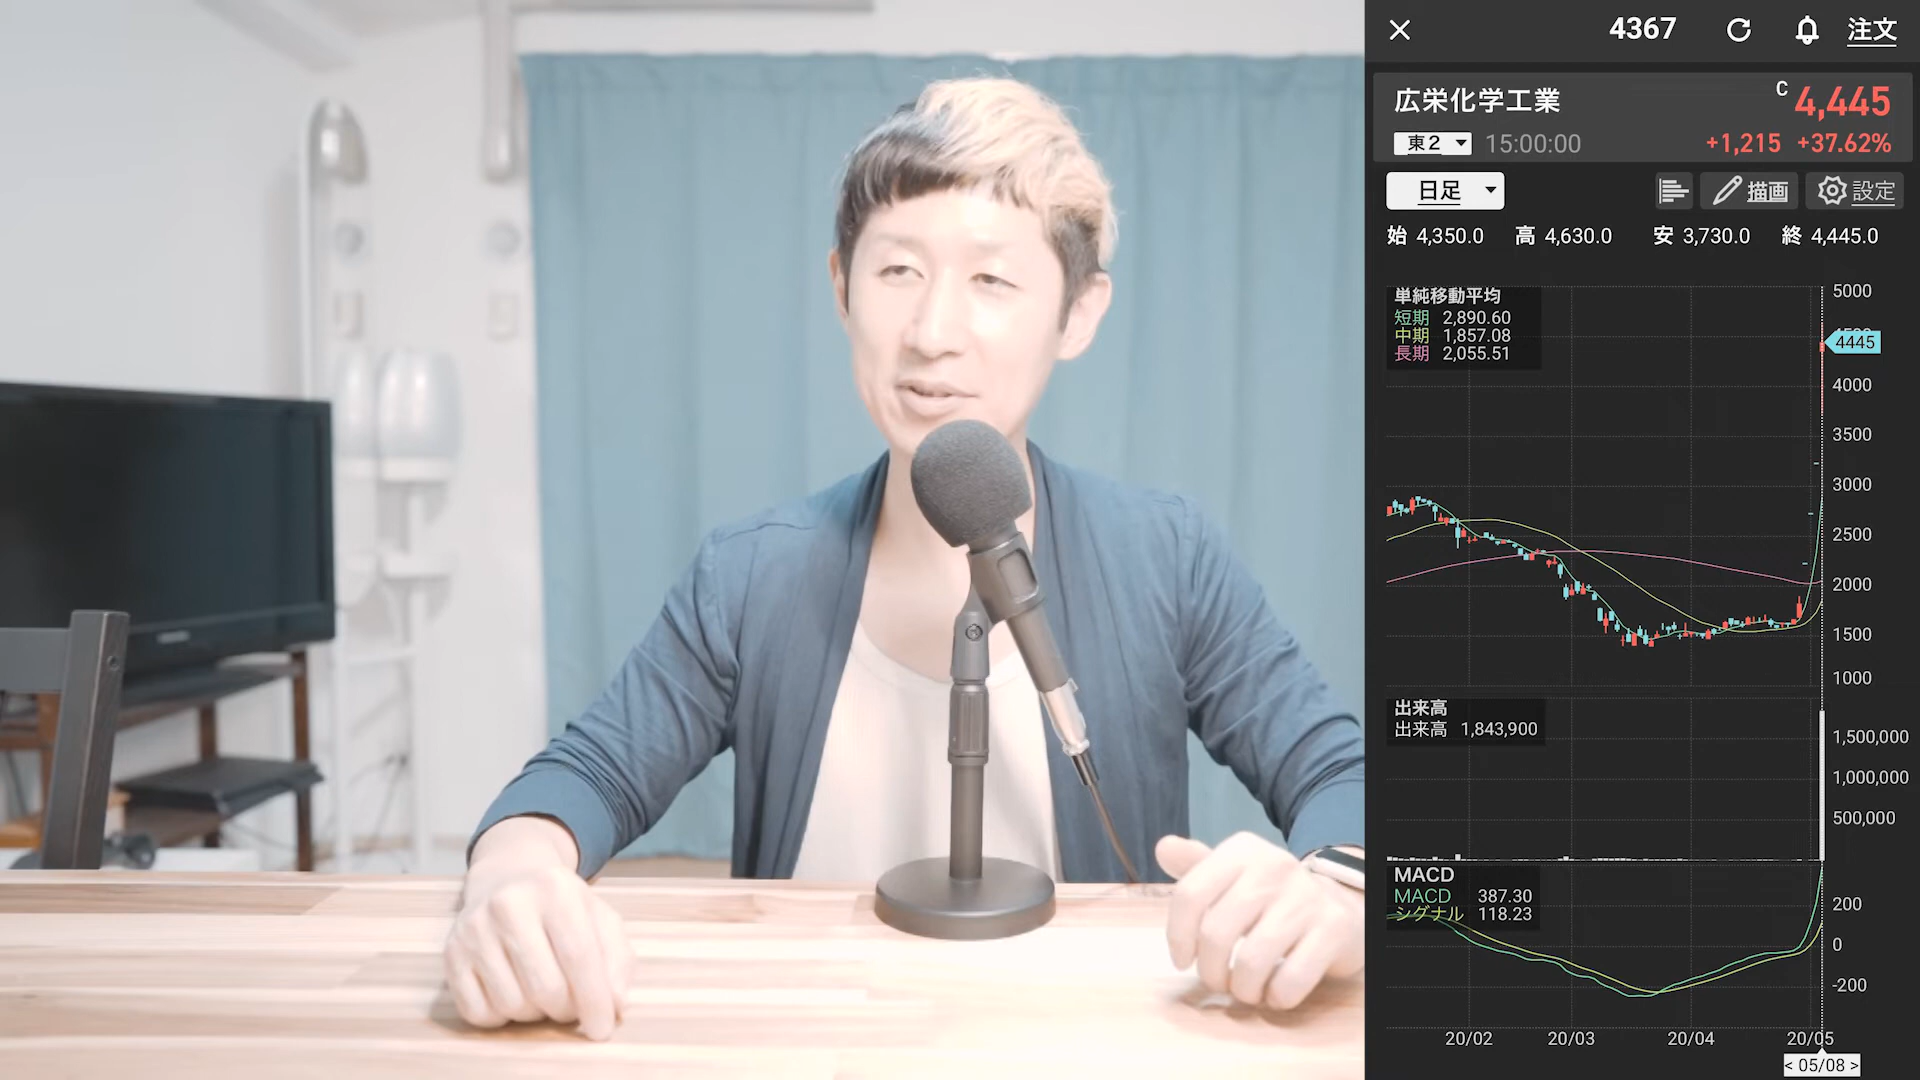 4367 注文
広栄化学工業 C 4,445
東2 15:00:00 +1,215 +37.62%
日足 描画 設定
始 4,350.0 高 4,630.0 安 3,730.0 終 4,445.0
単純移動平均
短期 2,890.60
中期 1,857.08
長期 2,055.51
5000
4445
4000
3500
3000
2500
2000
1500
1000
出来高
出来高 1,843,900
1,500,000
1,000,000
500,000
MACD
MACD 387.30
シグナル 118.23
200
0
-200
20/02 20/03 20/04 20/05
< 05/08 >